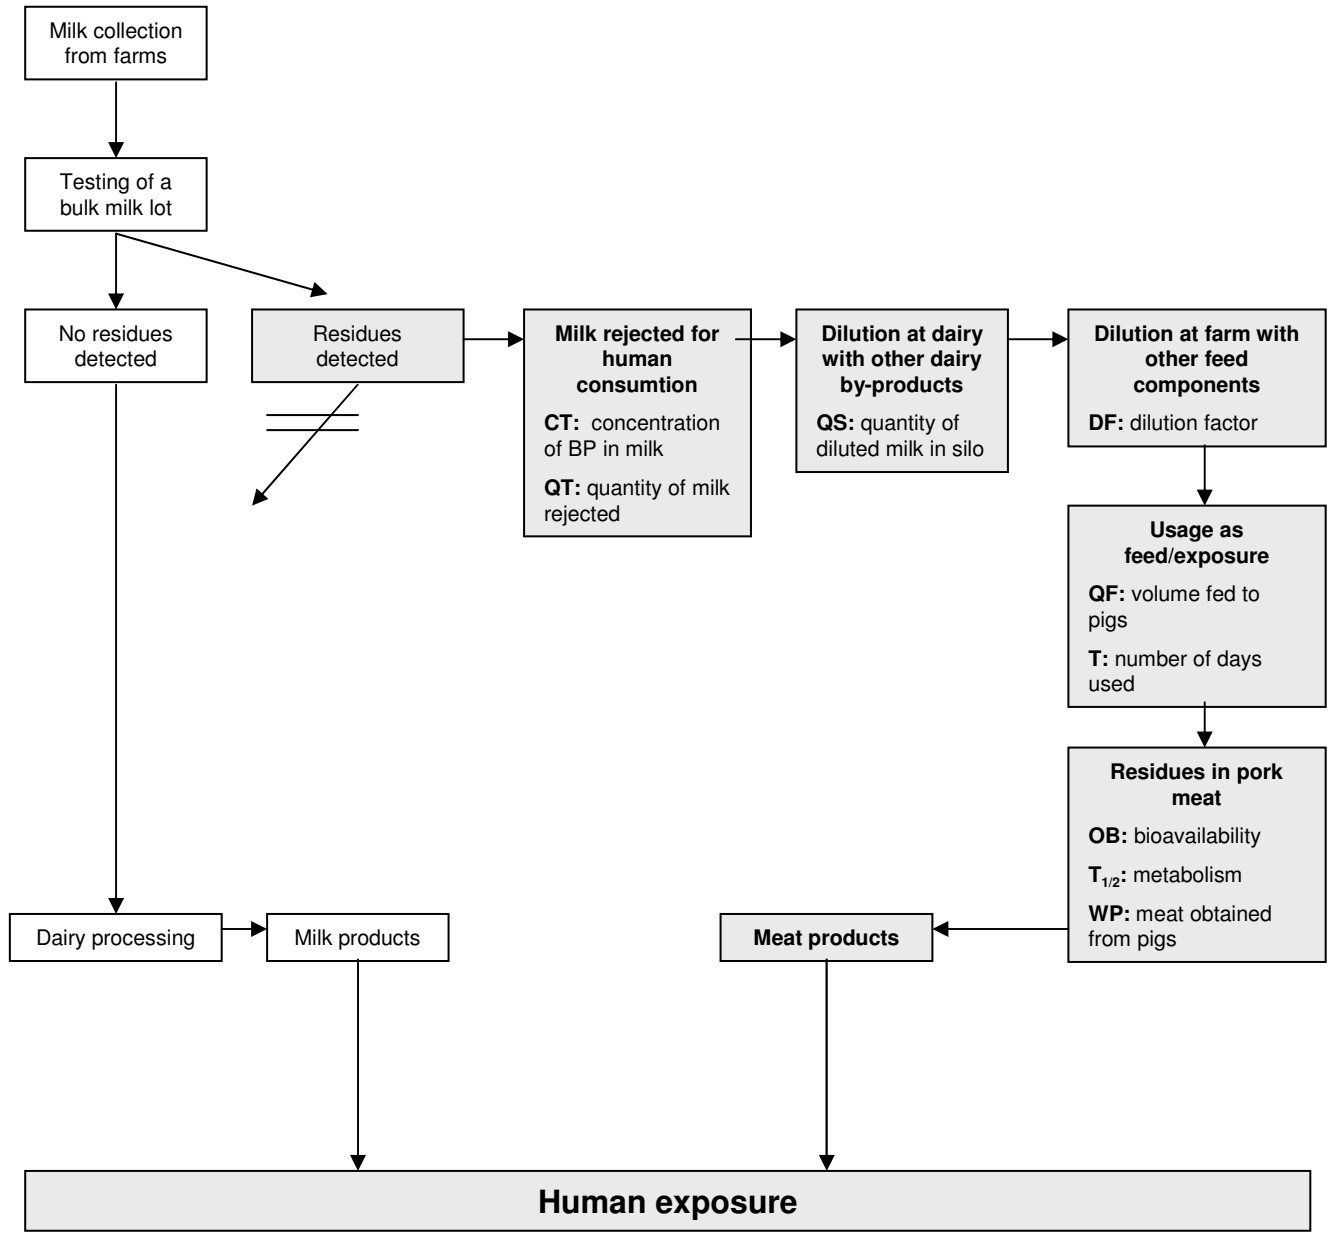 Milk collection
from farms
Testing of a
bulk milk lot
No residues
detected
Residues
detected
Milk rejected for
human
consumtion
CT: concentration
of BP in milk
QT: quantity of milk
rejected
Dilution at dairy
with other dairy
by-products
QS: quantity of
diluted milk in silo
Dilution at farm with
other feed
components
DF: dilution factor
Usage as
feed/exposure
QF: volume fed to
pigs
T: number of days
used
Residues in pork
meat
OB: bioavailability
T1/2: metabolism
WP: meat obtained
from pigs
Dairy processing
Milk products
Meat products
Human exposure